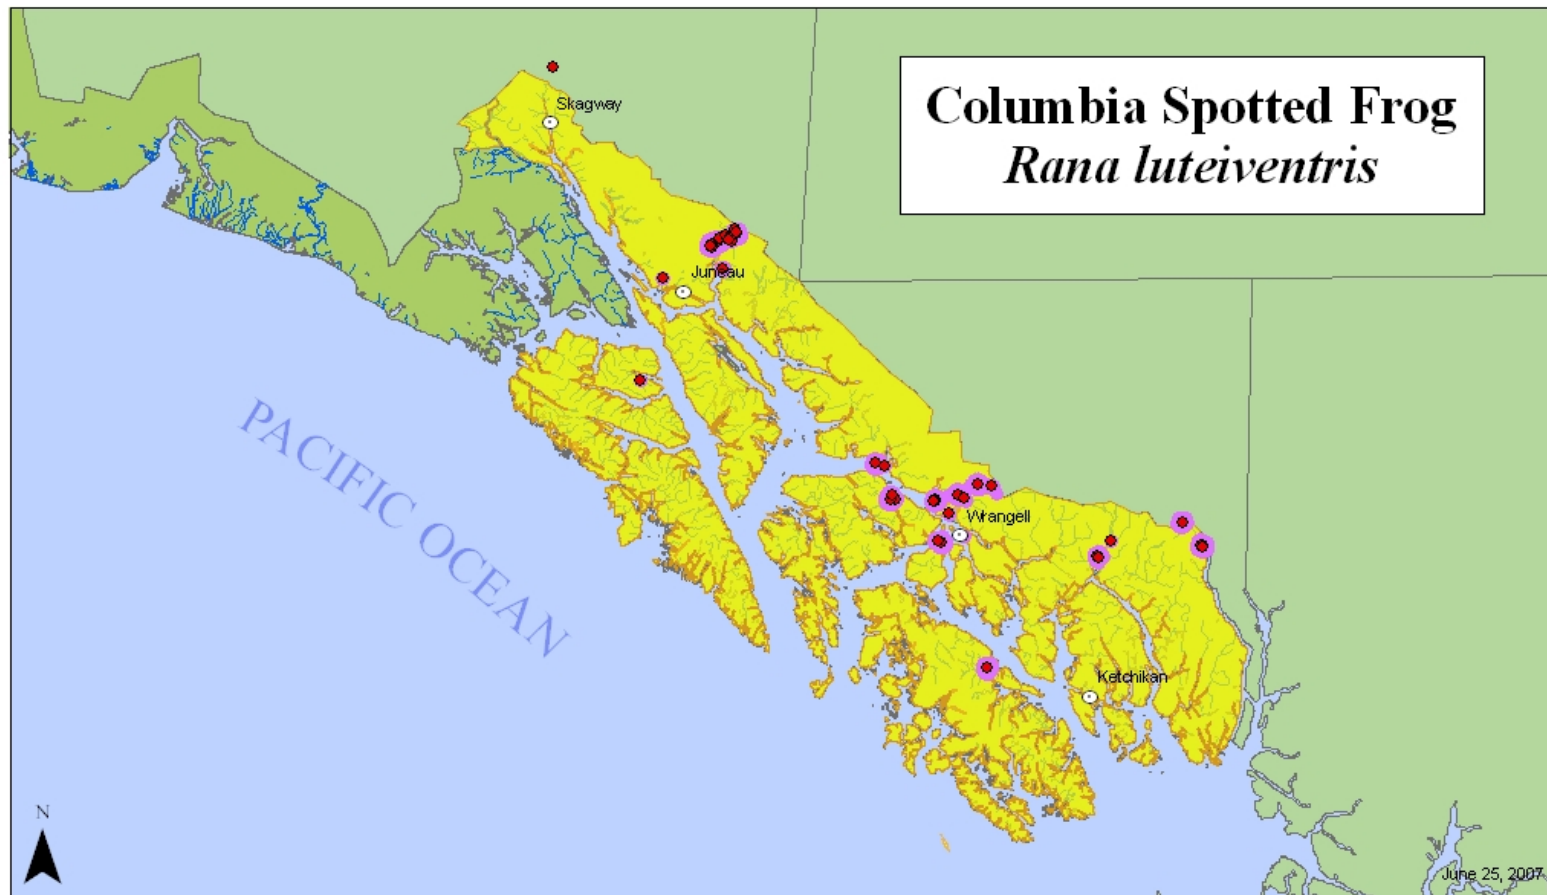 Columbia Spotted Frog
Rana luteiventris
Skagway
Juneau
PACIFIC OCEAN
Wrangell
Ketchikan
N
June 25, 2007